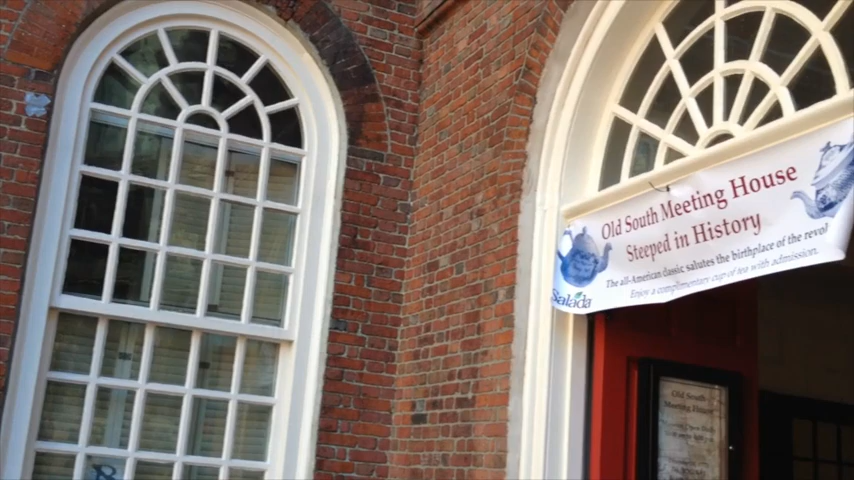 Old South Meeting House
Steeped in History
The all-American classic salutes the birthplace of the revol
Enjoy a complimentary cup of tea with admission.
Salada
Old South
Meeting House